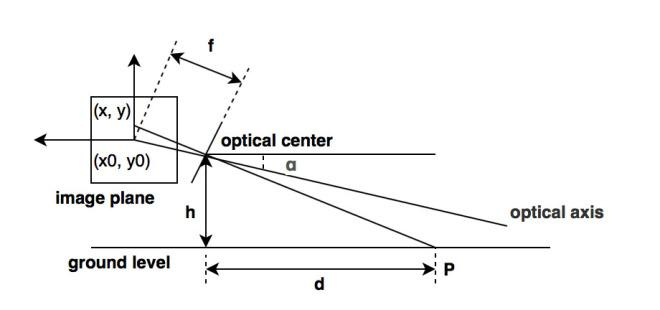 f
(x, y)
optical center
(x0, y0)
α
image plane
h
optical axis
ground level
P
d